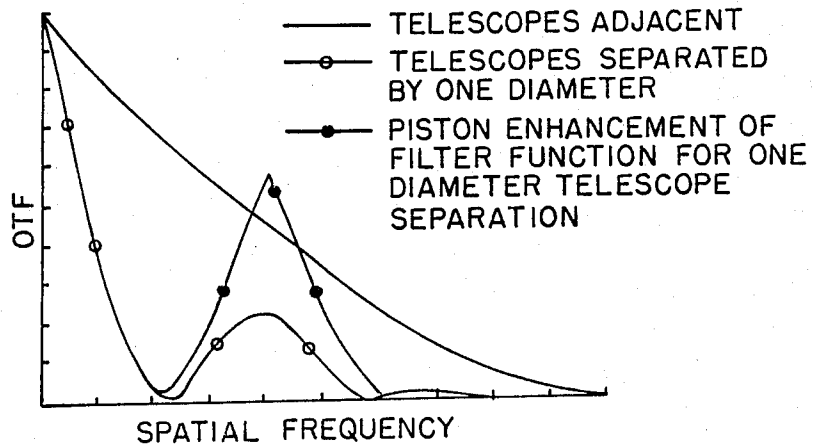 TELESCOPES ADJACENT
TELESCOPES SEPARATED
BY ONE DIAMETER
PISTON ENHANCEMENT OF
FILTER FUNCTION FOR ONE
DIAMETER TELESCOPE
SEPARATION
OTF
SPATIAL FREQUENCY